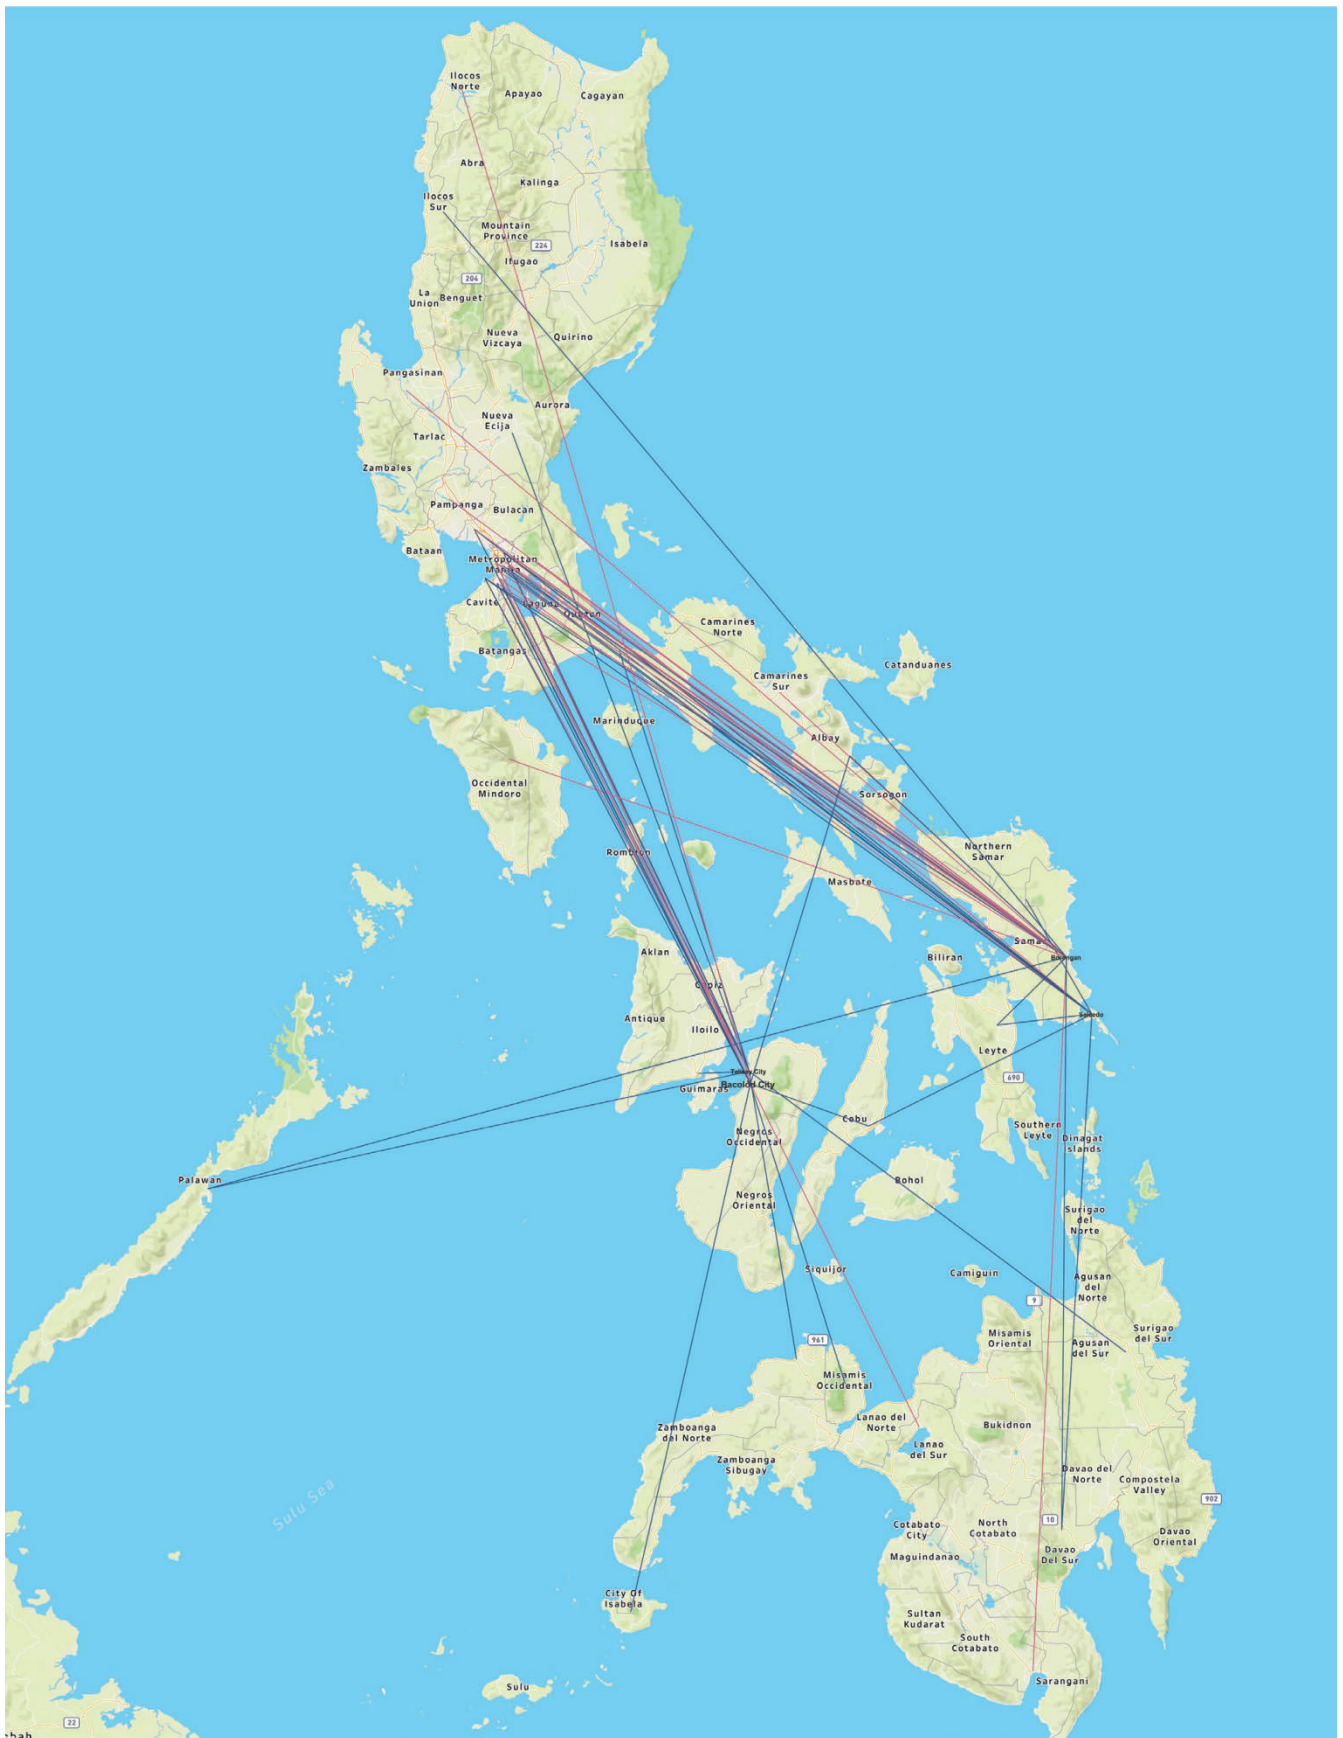 Ilocos
Norte
Apayao
Cagayan
Abra
Kalinga
Ilocos
Sur
Mountain
Province
224
Isabela
Ifugao
204
La
Union
Benguet
Nueva
Vizcaya
Quirino
Pangasinan
Aurora
Nueva
Ecija
Tarlac
Zambales
Pampanga
Bulacan
Bataan
Metropolitan
Manila
Cavite
Laguna
Quezon
Camarines
Norte
Batangas
Catanduanes
Camarines
Sur
Marinduque
Albay
Occidental
Mindoro
Sorsogon
Northern
Samar
Romblon
Masbate
Samar
Aklan
Biliran
Borongan
Capiz
Antique
Iloilo
Salcedo
Leyte
Talisay City
690
Guimaras
Bacolod City
Cebu
Southern
Leyte
Negros
Occidental
Dinagat
Islands
Palawan
Bohol
Negros
Oriental
Surigao
del
Norte
Siquijor
Camiguin
Agusan
del
Norte
9
961
Misamis
Oriental
Surigao
del Sur
Agusan
del Sur
Misamis
Occidental
Lanao del
Norte
Bukidnon
Zamboanga
del Norte
Lanao
del Sur
Zamboanga
Sibugay
Davao del
Norte
Compostela
Valley
902
Sulu Sea
10
Cotabato
City
North
Cotabato
Davao
Oriental
Maguindanao
Davao
Del Sur
City Of
Isabela
Sultan
Kudarat
South
Cotabato
Sarangani
Sulu
22
bah